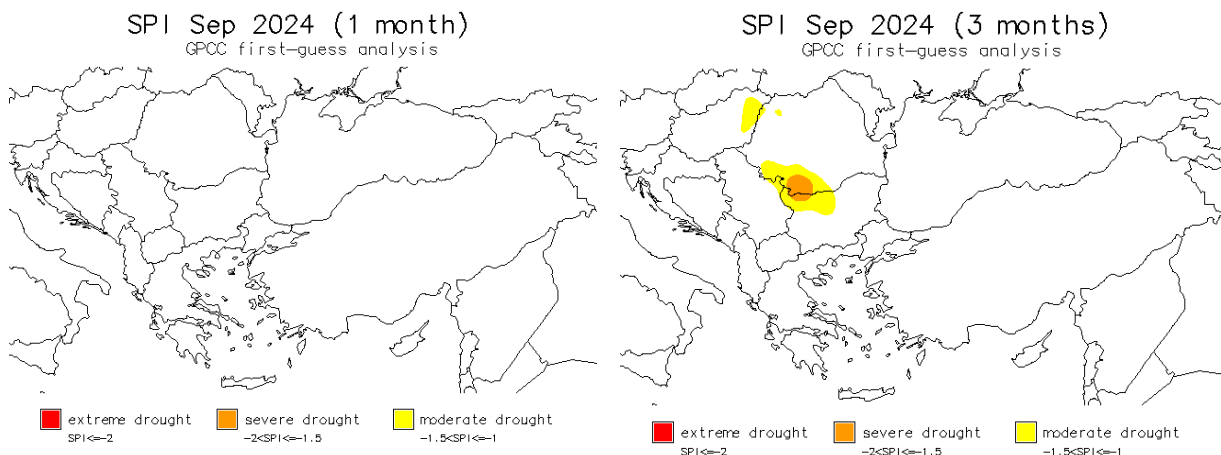 SPI Sep 2024 (1 month)
GPCC first-guess analysis
extreme drought
SPI<=-2
severe drought
-2<SPI<=-1.5
moderate drought
-1.5<SPI<=-1
SPI Sep 2024 (3 months)
GPCC first-guess analysis
extreme drought
SPI<=-2
severe drought
-2<SPI<=-1.5
moderate drought
-1.5<SPI<=-1